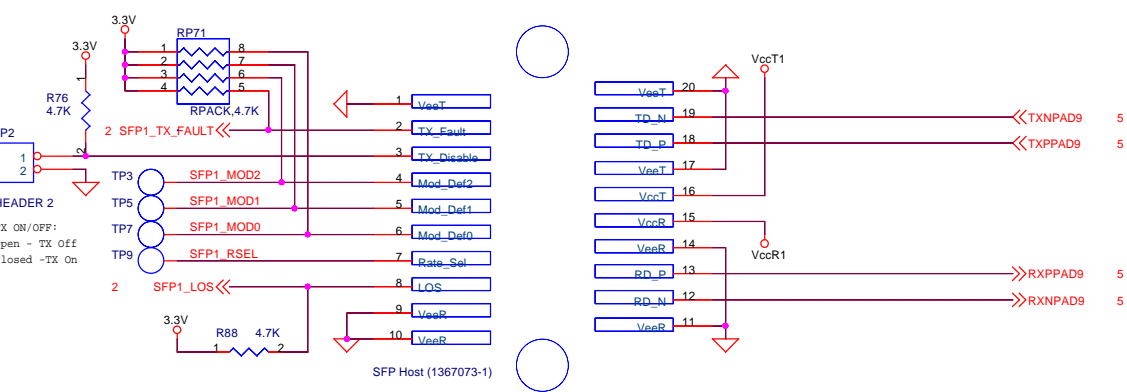 3.3V
3.3V
RP71
1 8
2 7
3 6
4 5
RPACK,4.7K
1
R76
4.7K
2
P2
1
2
HEADER 2
TX ON/OFF:
pen - TX Off
losed -TX On
2 SFP1_TX_FAULT
TP3 SFP1_MOD2
TP5 SFP1_MOD1
TP7 SFP1_MOD0
TP9 SFP1_RSEL
2 SFP1_LOS
3.3V
R88 4.7K
1 2
1 VeeT
2 TX_Fault
3 TX_Disable
4 Mod_Def2
5 Mod_Def1
6 Mod_Def0
7 Rate_Sel
8 LOS
9 VeeR
10 VeeR
SFP Host (1367073-1)
VccT1
VeeT 20
TD_N 19 TXNPAD9 5
TD_P 18 TXPPAD9 5
VeeT 17
VccT 16
VccR 15
VeeR 14
VccR1
RD_P 13 RXPPAD9 5
RD_N 12 RXNPAD9 5
VeeR 11